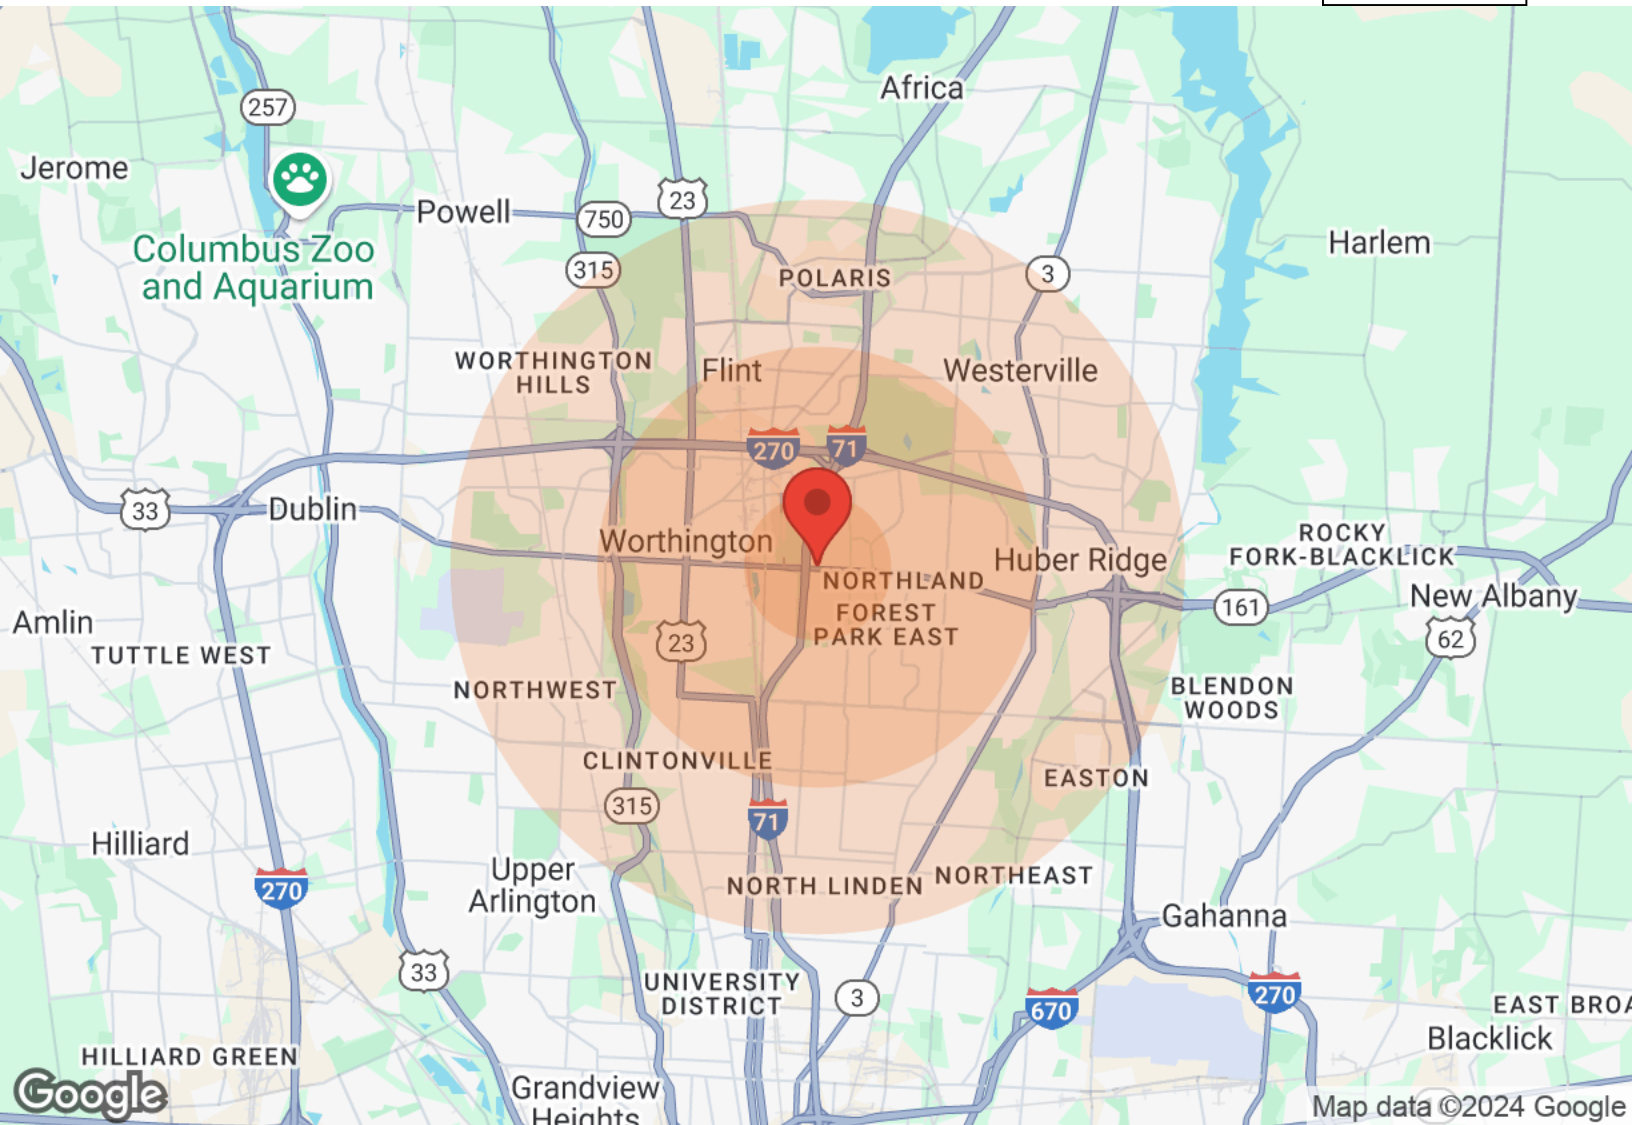 Africa
257
Jerome
23
Powell
750
Columbus Zoo
and Aquarium
Harlem
315
POLARIS
3
WORTHINGTON
HILLS
Flint
Westerville
270
71
33
Dublin
Worthington
ROCKY
FORK-BLACKLICK
Huber Ridge
NORTHLAND
161
New Albany
FOREST
PARK EAST
Amlin
23
62
TUTTLE WEST
NORTHWEST
BLENDON
WOODS
CLINTONVILLE
EASTON
315
71
Hilliard
270
Upper
Arlington
NORTH LINDEN
NORTHEAST
Gahanna
33
UNIVERSITY
DISTRICT
3
670
270
EAST BROA
Blacklick
HILLIARD GREEN
Google
Grandview
Heights
Map data ©2024 Google